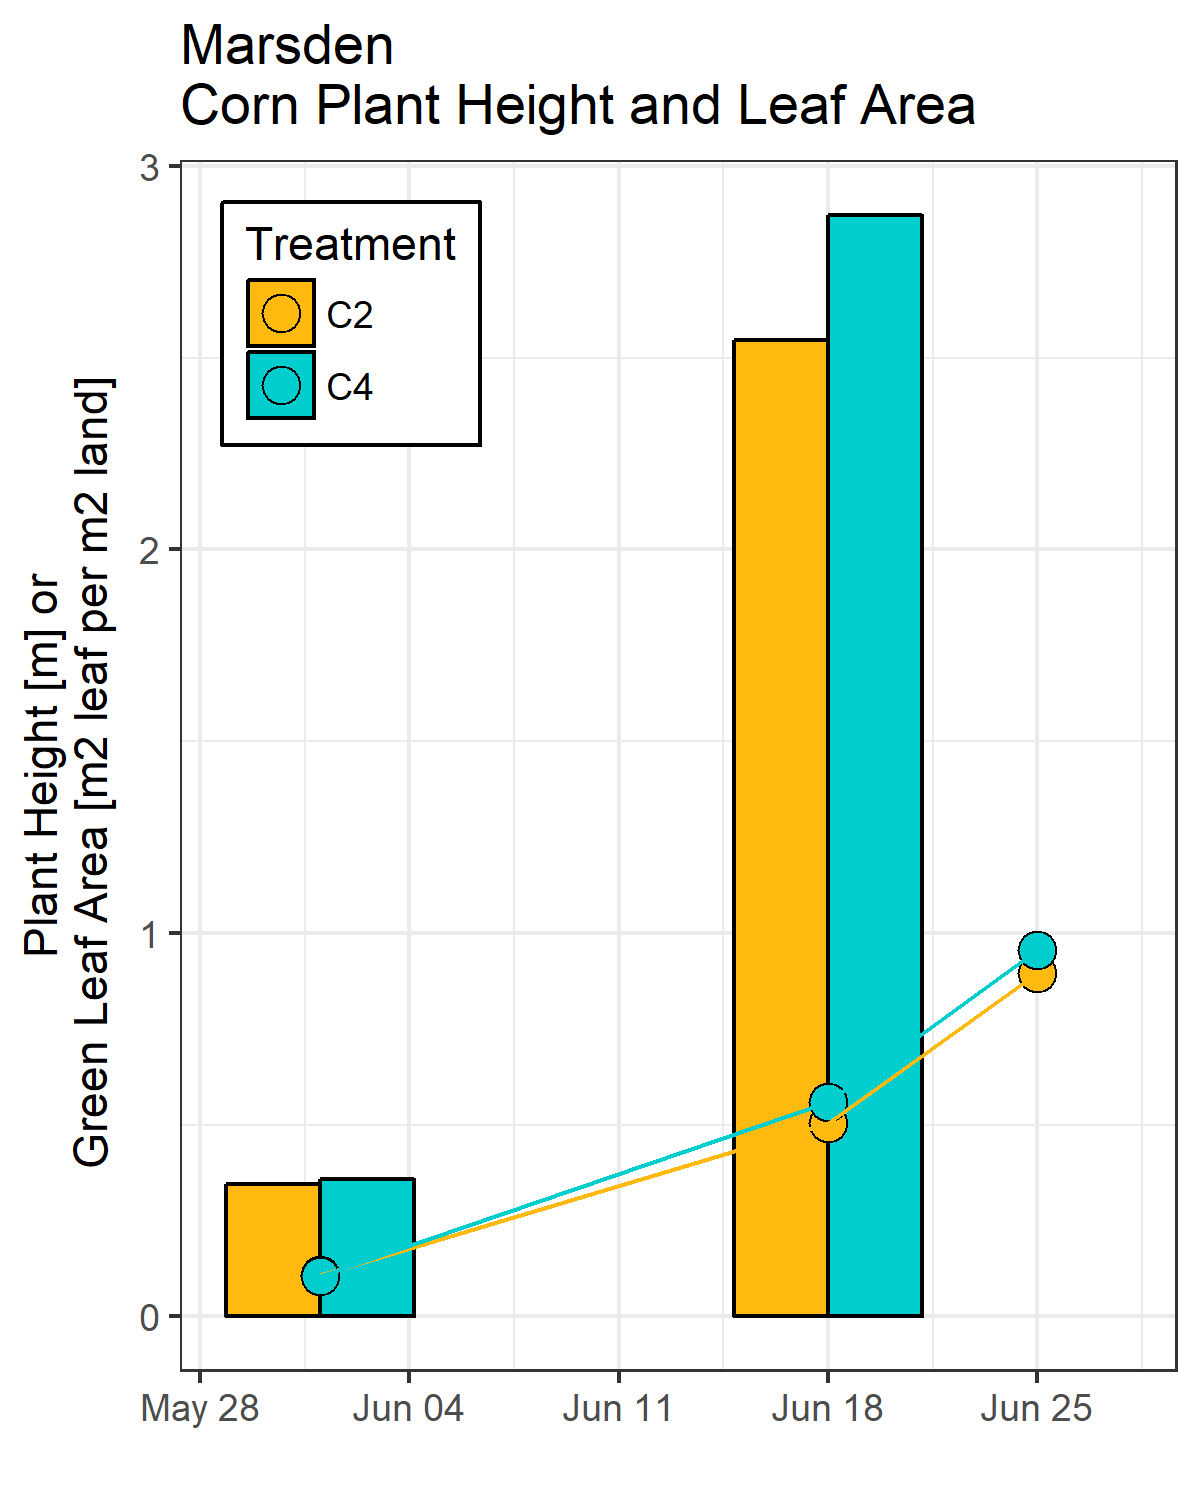 Marsden
Corn Plant Height and Leaf Area
Plant Height [m] or
Green Leaf Area [m2 leaf per m2 land]
3
2
1
0
Treatment
C2
C4
May 28
Jun 04
Jun 11
Jun 18
Jun 25